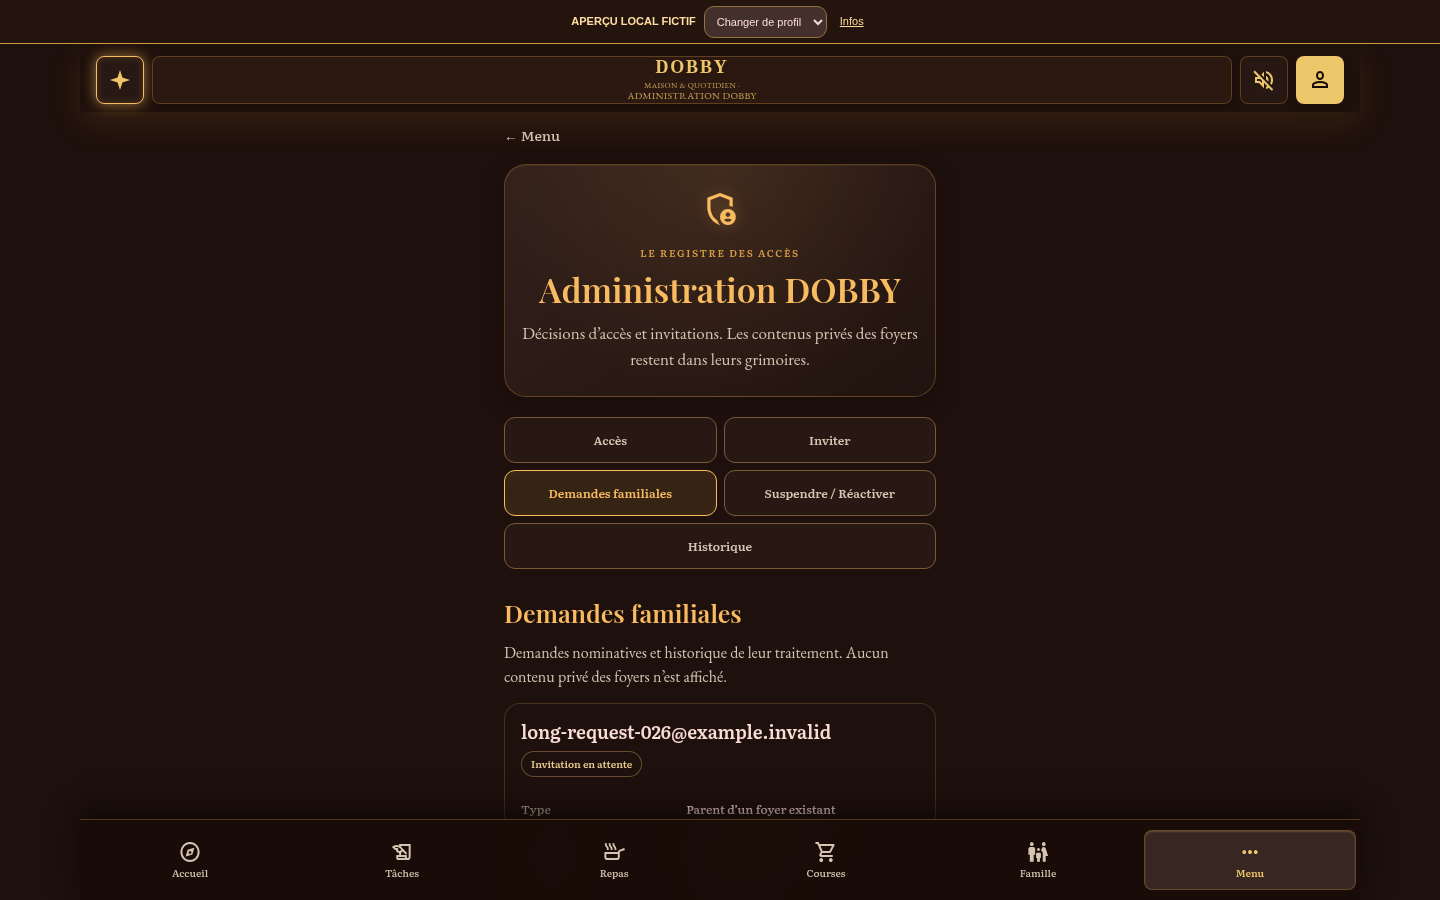 APERÇU LOCAL FICTIF Changer de profil Infos
DOBBY
MAISON & QUOTIDIEN ·
ADMINISTRATION DOBBY
← Menu
LE REGISTRE DES ACCÈS
Administration DOBBY
Décisions d’accès et invitations. Les contenus privés des foyers
restent dans leurs grimoires.
Accès
Inviter
Demandes familiales
Suspendre / Réactiver
Historique
Demandes familiales
Demandes nominatives et historique de leur traitement. Aucun
contenu privé des foyers n’est affiché.
long-request-026@example.invalid
Invitation en attente
Type Parent d’un foyer existant
Accueil
Tâches
Repas
Courses
Famille
Menu